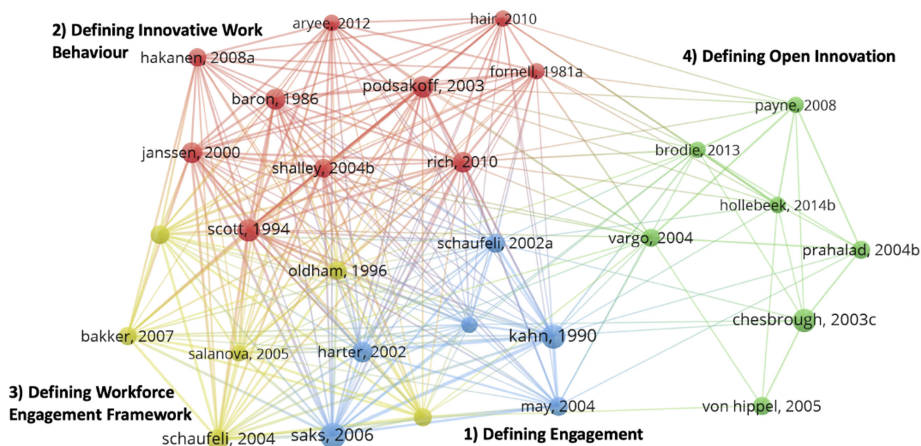 2) Defining Innovative Work
Behaviour
aryee, 2012
hair, 2010
hakanen, 2008a
fornell, 1981a
4) Defining Open Innovation
baron, 1986
podsakoff, 2003
payne, 2008
janssen, 2000
shalley, 2004b
rich, 2010
brodie, 2013
hollebeek, 2014b
scott, 1994
schaufeli, 2002a
vargo, 2004
prahalad, 2004b
oldham, 1996
chesbrough, 2003c
bakker, 2007
salanova, 2005
harter, 2002
kahn, 1990
3) Defining Workforce
Engagement Framework
may, 2004
von hippel, 2005
schaufeli, 2004
saks, 2006
1) Defining Engagement